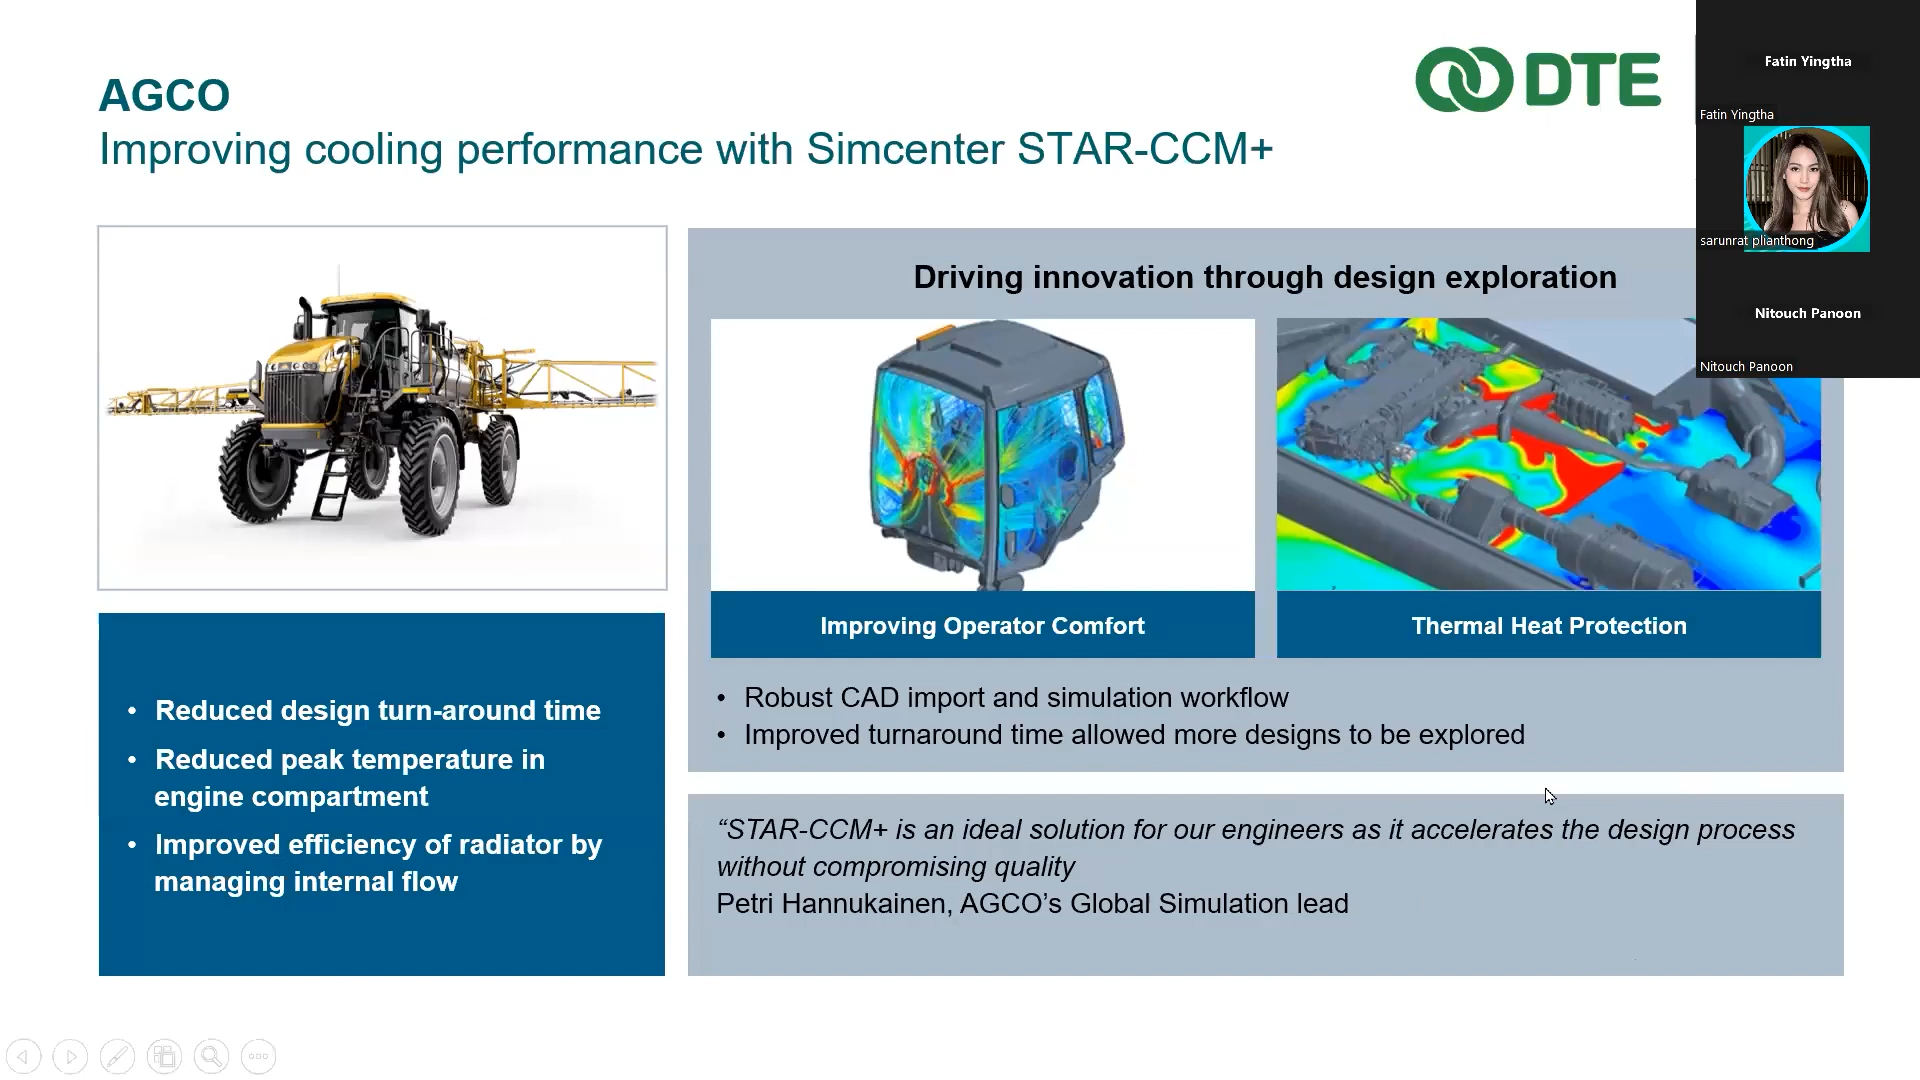 AGCO
Improving cooling performance with Simcenter STAR-CCM+
DTE
Fatin Yingtha
Fatin Yingtha
sarunrat plianthong
Nitouch Panoon
Nitouch Panoon
Driving innovation through design exploration
Improving Operator Comfort
Thermal Heat Protection
• Robust CAD import and simulation workflow
• Improved turnaround time allowed more designs to be explored
• Reduced design turn-around time
• Reduced peak temperature in
engine compartment
• Improved efficiency of radiator by
managing internal flow
“STAR-CCM+ is an ideal solution for our engineers as it accelerates the design process
without compromising quality
Petri Hannukainen, AGCO’s Global Simulation lead